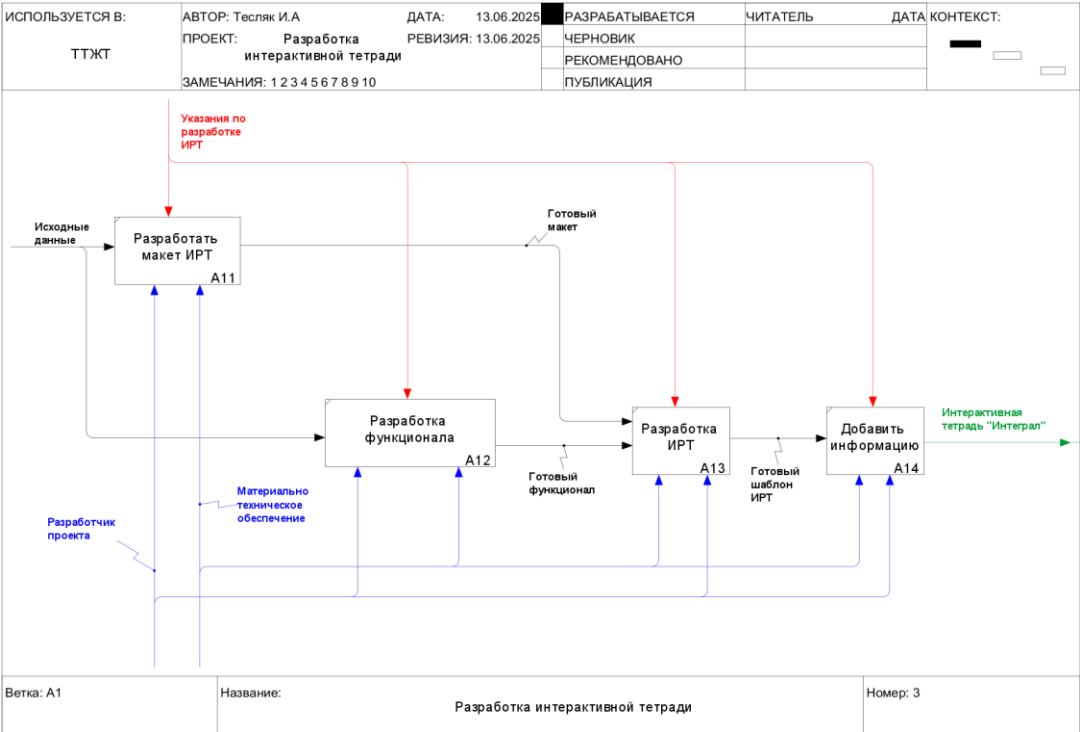 ИСПОЛЬЗУЕТСЯ В:
ТТЖТ
АВТОР: Тесляк И.А
ДАТА: 13.06.2025
ПРОЕКТ: Разработка
интерактивной тетради
РЕВИЗИЯ: 13.06.2025
ЗАМЕЧАНИЯ: 1 2 3 4 5 6 7 8 9 10
РАЗРАБАТЫВАЕТСЯ
ЧЕРНОВИК
РЕКОМЕНДОВАНО
ПУБЛИКАЦИЯ
ЧИТАТЕЛЬ
ДАТА
КОНТЕКСТ:
Указания по
разработке
ИРТ
Исходные
данные
Разработать
макет ИРТ
A11
Готовый
макет
Разработка
функционала
A12
Готовый
функционал
Разработка
ИРТ
A13
Готовый
шаблон
ИРТ
Добавить
информацию
A14
Интерактивная
тетрадь "Интеграл"
Материально
техническое
обеспечение
Разработчик
проекта
Ветка: A1
Название:
Разработка интерактивной тетради
Номер: 3